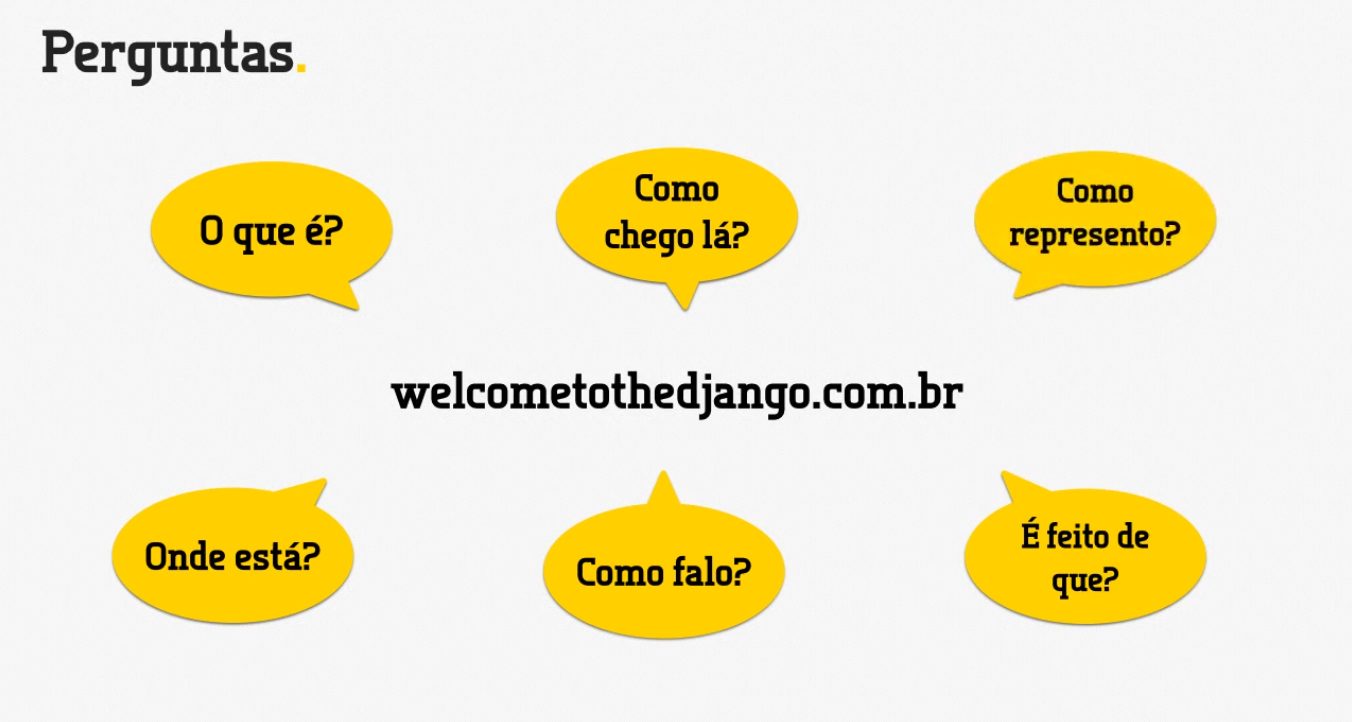 Perguntas.
O que é?
Como
chego lá?
Como
represento?
welcometothedjango.com.br
Onde está?
Como falo?
É feito de
que?